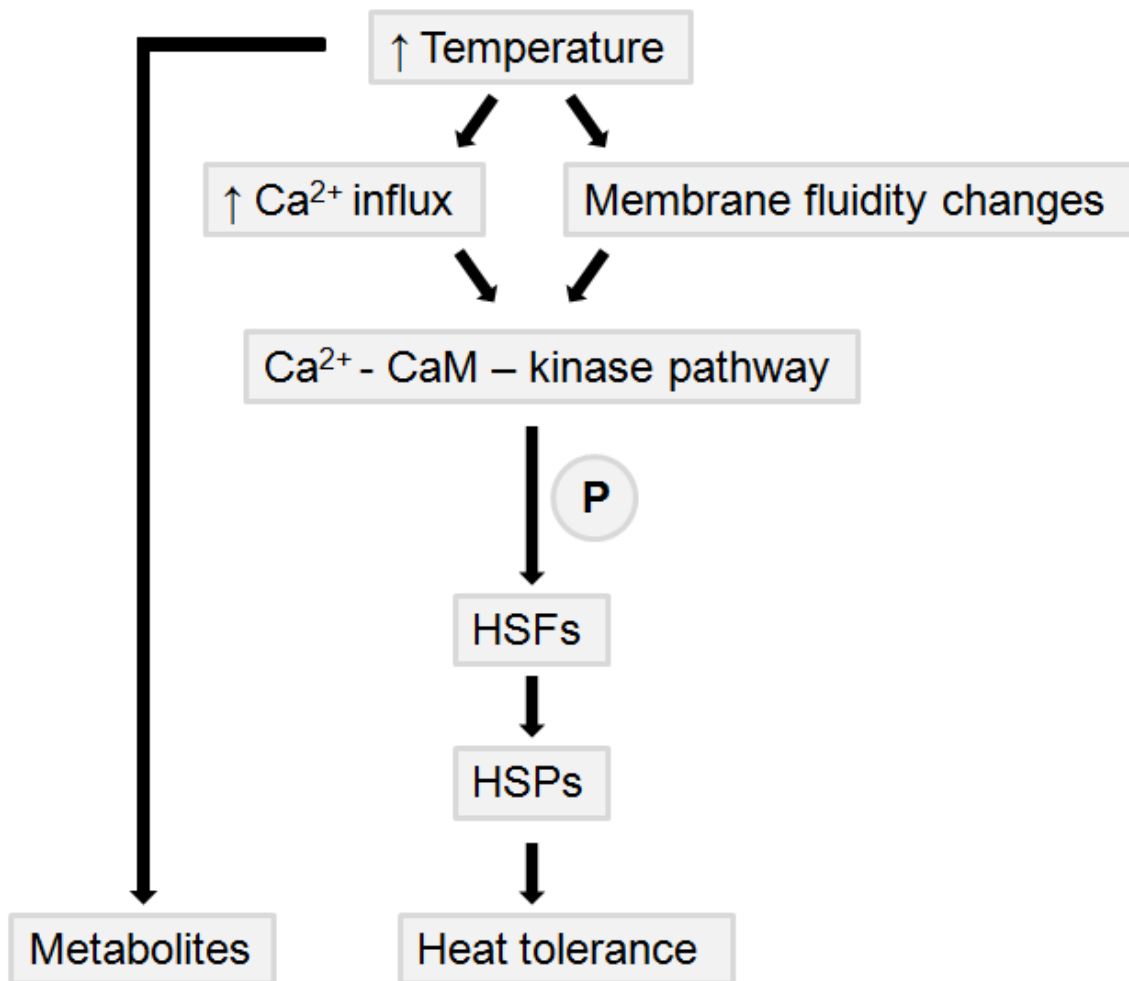 ↑ Temperature
↑ Ca²⁺ influx
Membrane fluidity changes
Ca²⁺ - CaM – kinase pathway
P
HSFs
HSPs
Metabolites
Heat tolerance